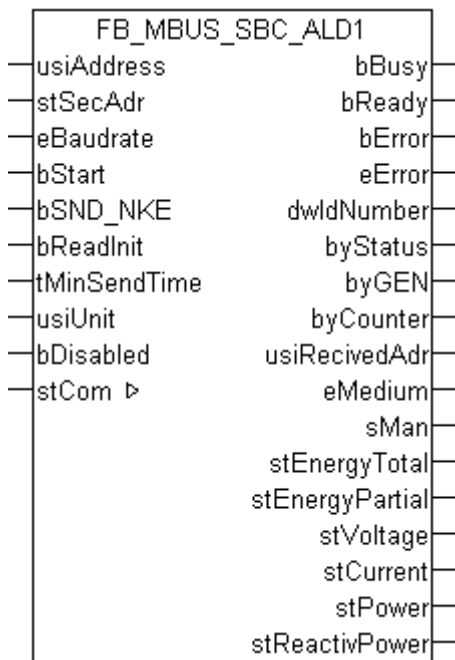 FB_MBUS_SBC_ALD1
usiAddress bBusy
stSecAdr bReady
eBaudrate bError
bStart eError
bSND_NKE dwIdNumber
bReadInit byStatus
tMinSendTime byGEN
usiUnit byCounter
bDisabled usiRecivedAdr
stCom ▷ eMedium
sMan
stEnergyTotal
stEnergyPartial
stVoltage
stCurrent
stPower
stReactivPower